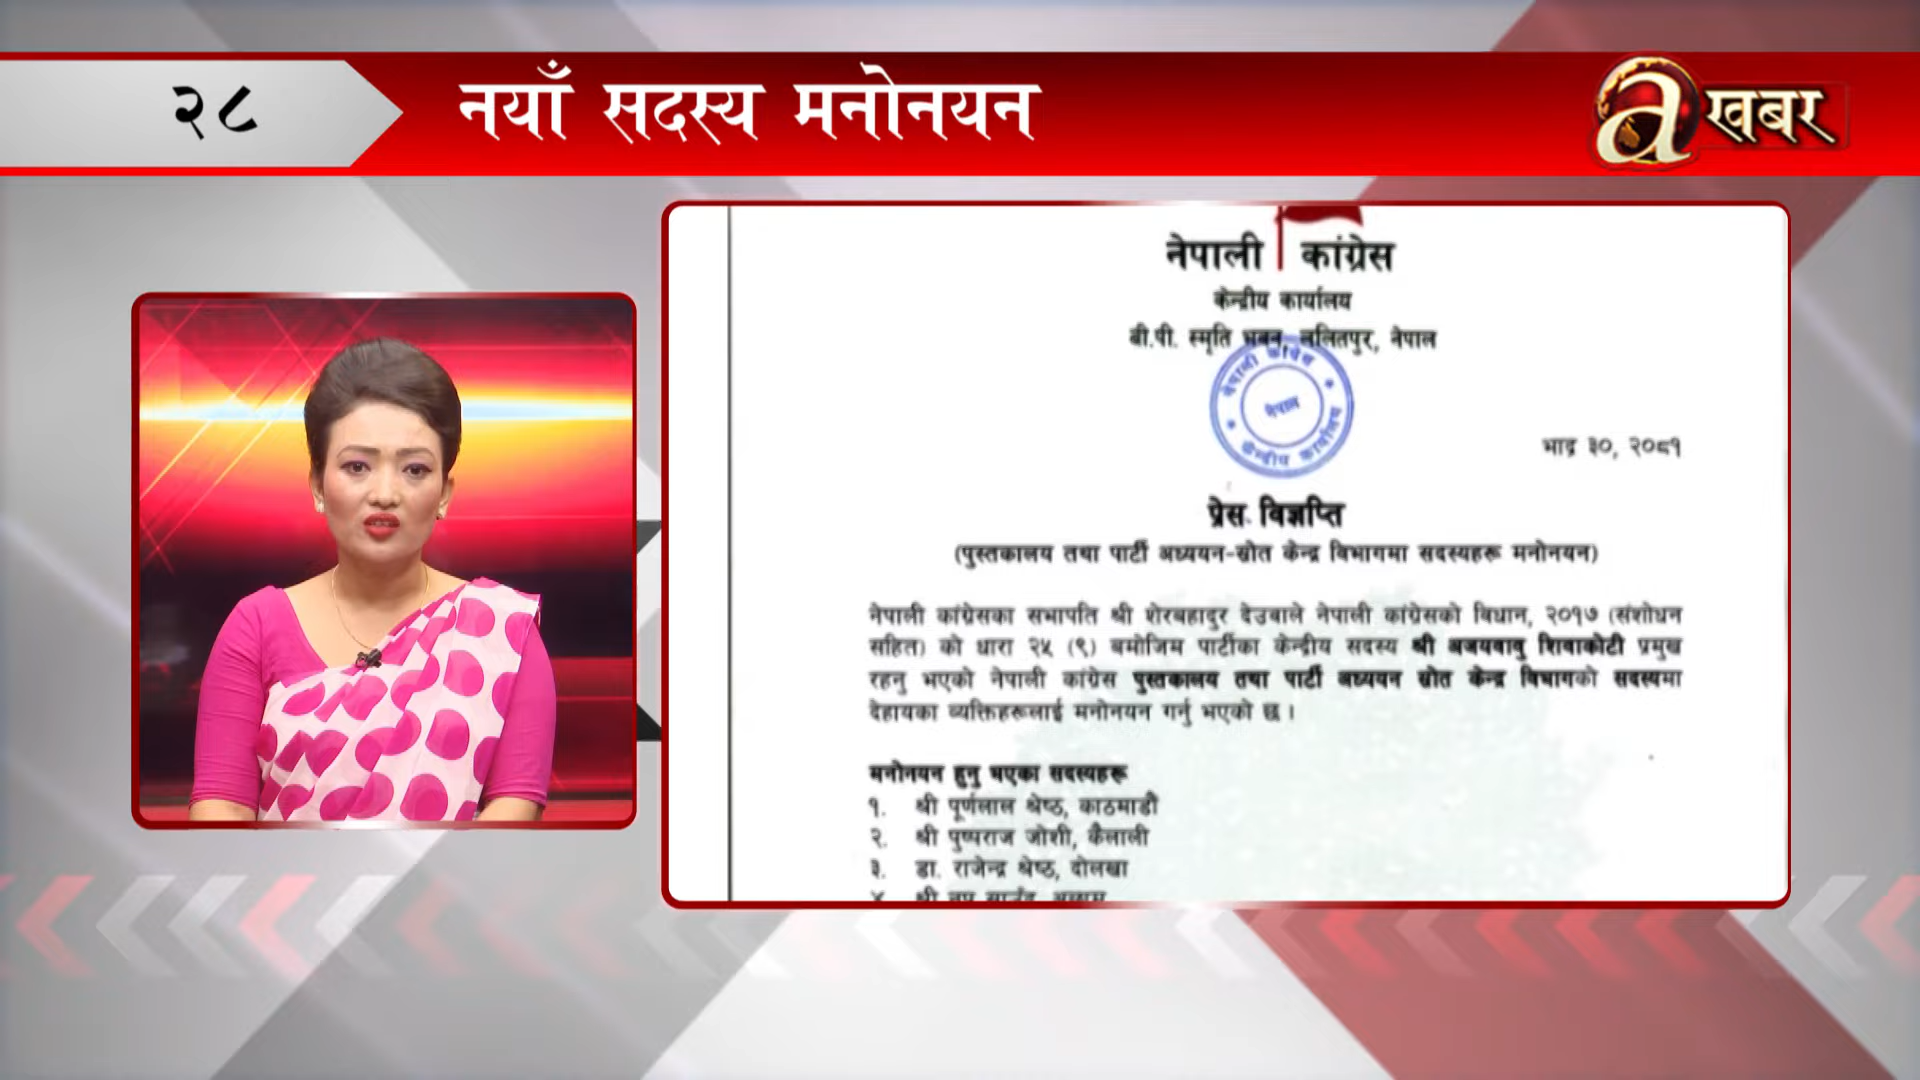 २८
नयाँ सदस्य मनोनयन
a खबर
नेपाली कांग्रेस
केन्द्रीय कार्यालय
बी.पी. स्मृति भवन, ललितपुर, नेपाल
नेपाली कांग्रेस
नेपाल
केन्द्रीय कार्यालय
भाद्र ३०, २०८१
प्रेस विज्ञप्ति
(पुस्तकालय तथा पार्टी अध्ययन-स्रोत केन्द्र विभागमा सदस्यहरू मनोनयन)
नेपाली कांग्रेसका सभापति श्री शेरबहादुर देउवाले नेपाली कांग्रेसको विधान, २०१७ (संशोधन
सहित) को धारा २५ (९) बमोजिम पार्टीका केन्द्रीय सदस्य श्री अजयबाबु शिवाकोटी प्रमुख
रहनु भएको नेपाली कांग्रेस पुस्तकालय तथा पार्टी अध्ययन स्रोत केन्द्र विभागको सदस्यमा
देहायका व्यक्तिहरूलाई मनोनयन गर्नु भएको छ ।
मनोनयन हुनु भएका सदस्यहरू
१. श्री पूर्णलाल श्रेष्ठ, काठमाडौं
२. श्री पुष्पराज जोशी, कैलाली
३. डा. राजेन्द्र श्रेष्ठ, दोलखा
४ श्री